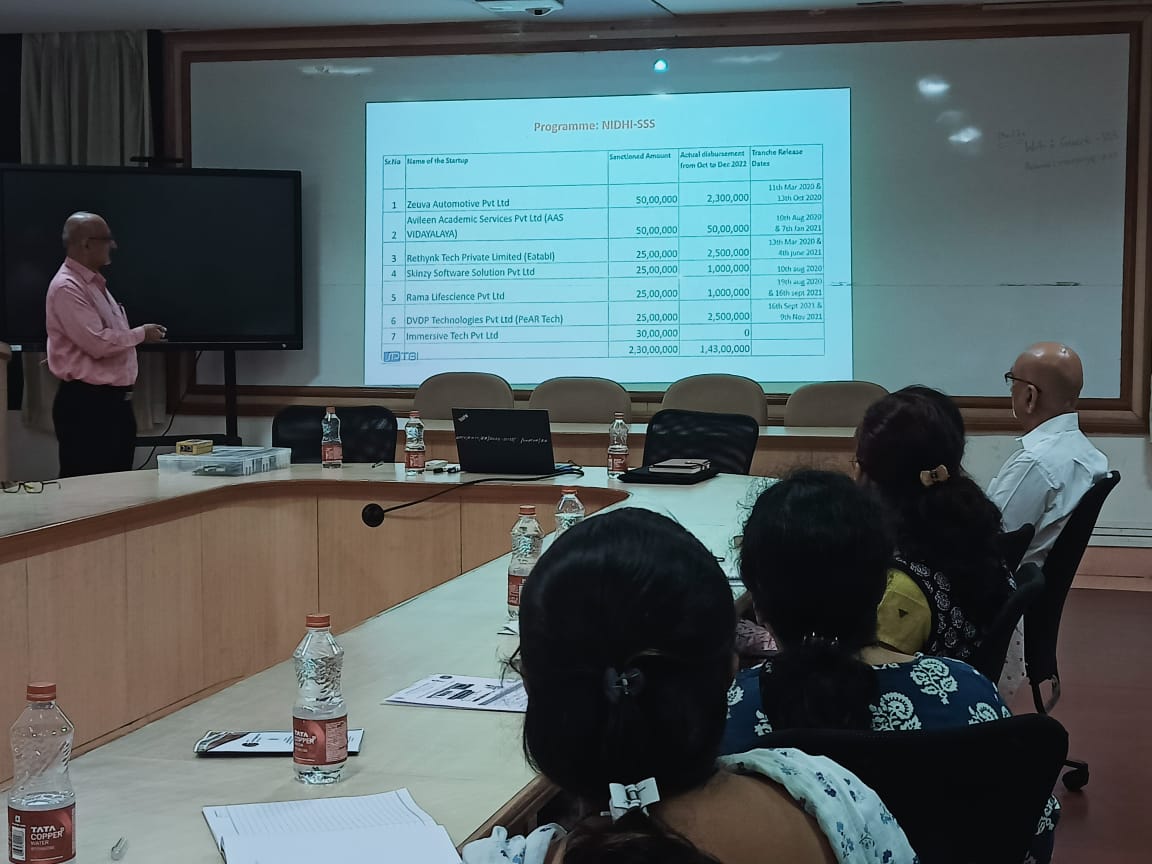 Programme: NIDHI-SSS
Sr.No Name of the Startup Sanctioned Amount Actual disbursement from Oct to Dec 2022 Tranche Release Dates
1 Zeuva Automotive Pvt Ltd 50,00,000 2,300,000 11th Mar 2020 & 13th Oct 2020
2 Avileen Academic Services Pvt Ltd (AAS VIDAYALAYA) 50,00,000 50,00,000 10th Aug 2020 & 7th Jan 2021
3 Rethynk Tech Private Limited (Eatabl) 25,00,000 2,500,000 13th Mar 2020 & 4th June 2021
4 Skinzy Software Solution Pvt Ltd 25,00,000 1,000,000 10th aug 2020
5 Rama Lifescience Pvt Ltd 25,00,000 1,000,000 19th aug 2020 & 16th sept 2021
6 DVDP Technologies Pvt Ltd (PeAR Tech) 25,00,000 2,500,000 16th Sept 2021 & 9th Nov 2021
7 Immersive Tech Pvt Ltd 30,00,000 0
2,30,00,000 1,43,00,000
TBI
TATA
COPPER
TATA
COPPER
WATER